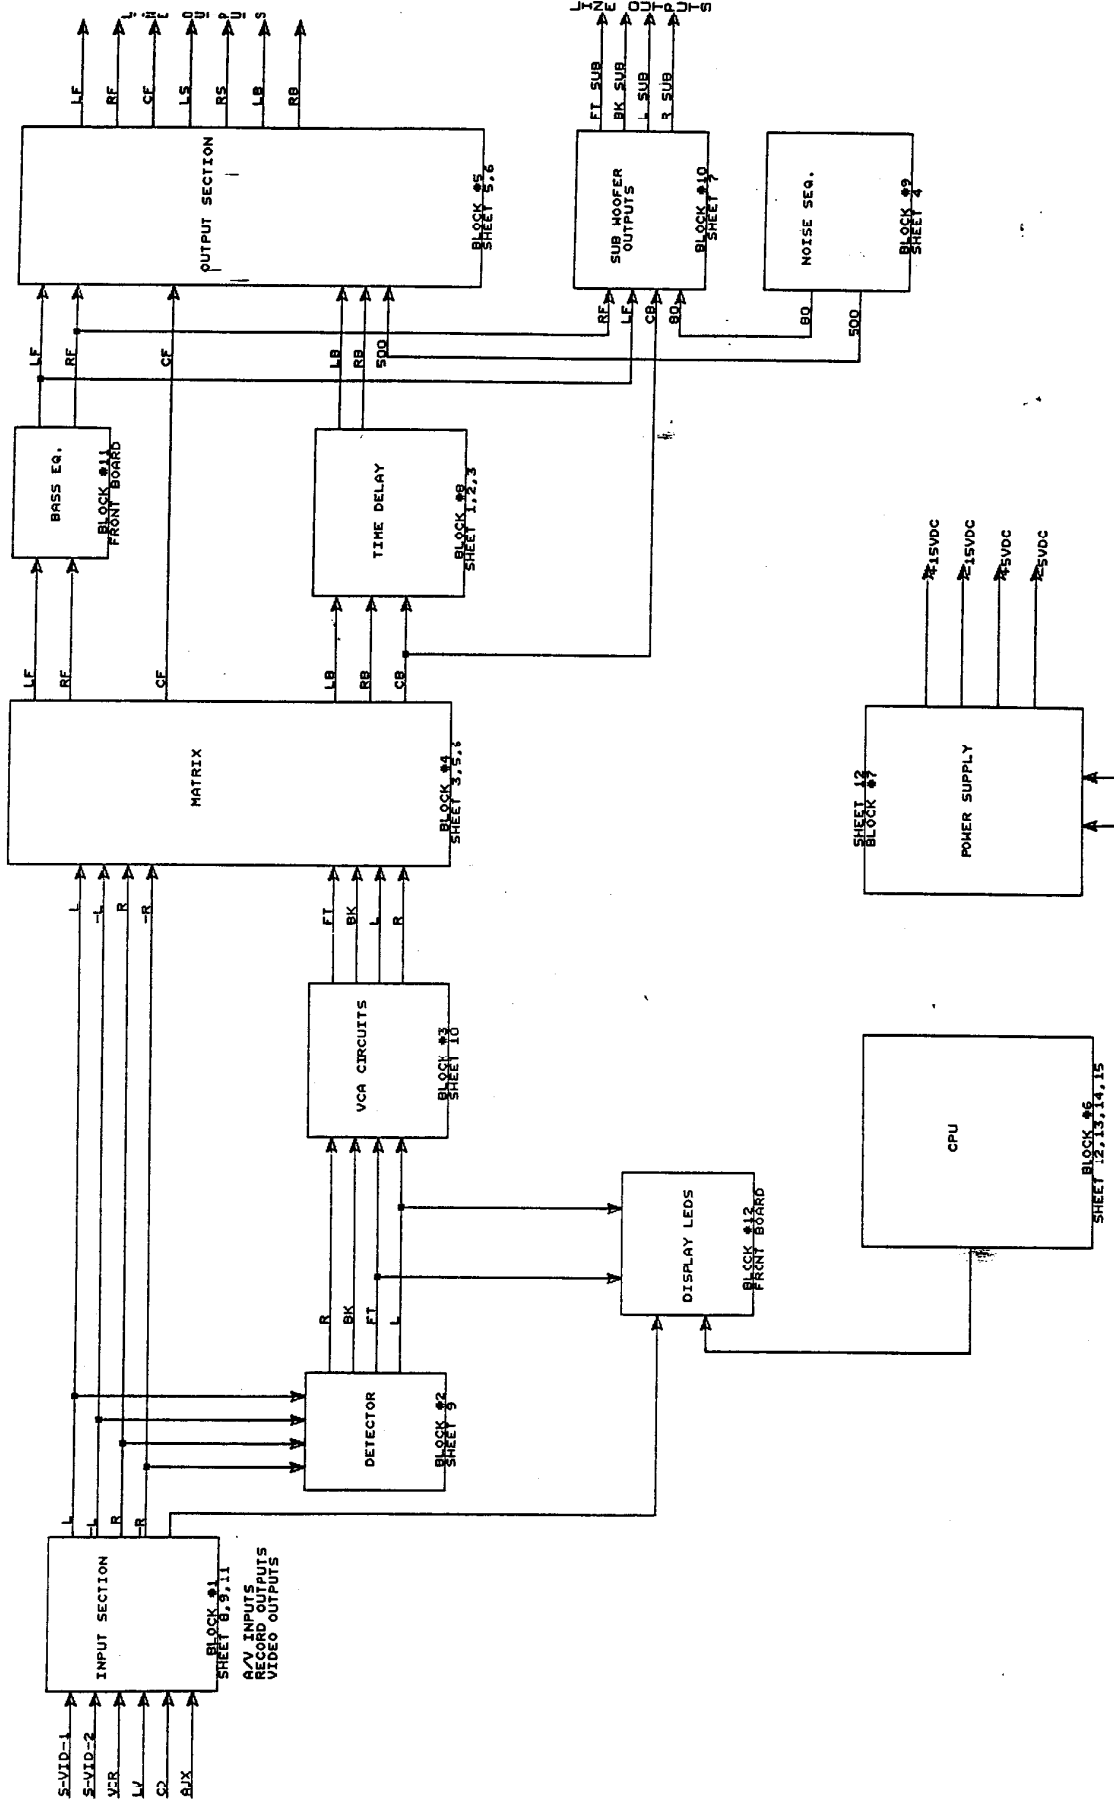 S-VID-1
S-VID-2
INPUT SECTION
BLOCK #1
SHEET 8,9,11
A/V INPUTS
RECORD OUTPUTS
VIDEO OUTPUTS
L
-L
R
-R
DETECTOR
BLOCK #2
SHEET 9
R
BK
FT
L
DISPLAY LEDS
BLOCK #12
FRONT BOARD
CPU
BLOCK #6
SHEET 12,13,14,15
VCA CIRCUITS
BLOCK #3
SHEET 10
FT
BK
L
R
L
-L
R
-R
MATRIX
BLOCK #4
SHEET 3,5,6
POWER SUPPLY
SHEET 12
BLOCK #7
+15VDC
-15VDC
+5VDC
-5VDC
LF
RF
CF
LB
RB
CB
BASS EQ.
BLOCK #11
FRONT BOARD
TIME DELAY
BLOCK #8
SHEET 1,2,3
LF
RF
CF
LB
RB
500
RF
LF
CB
80
80
500
OUTPUT SECTION
BLOCK #5
SHEET 5,6
SUB WOOFER
OUTPUTS
BLOCK #10
SHEET 7
NOISE SEQ.
BLOCK #9
SHEET 4
LF
RF
CF
LS
RS
LB
RB
FT SUB
BK SUB
L SUB
R SUB
LINE OUTPUTS